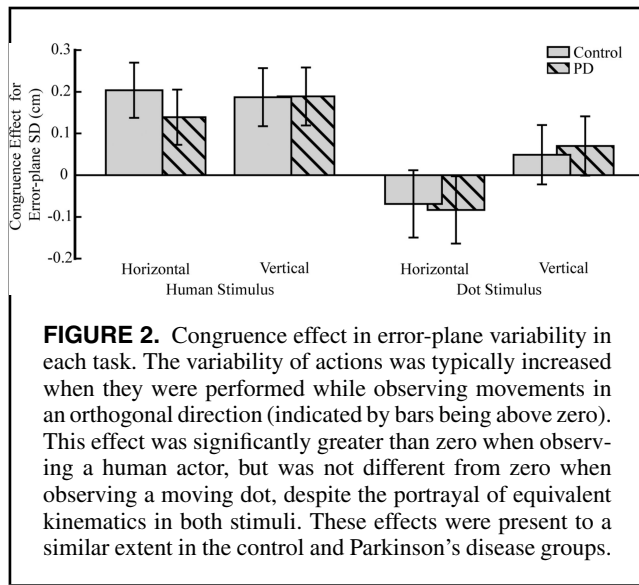 0.3
0.2
0.1
0
-0.1
-0.2
Congruence Effect for
Error-plane SD (cm)
Control
PD
Horizontal
Vertical
Horizontal
Vertical
Human Stimulus
Dot Stimulus
FIGURE 2. Congruence effect in error-plane variability in
each task. The variability of actions was typically increased
when they were performed while observing movements in
an orthogonal direction (indicated by bars being above zero).
This effect was significantly greater than zero when observ-
ing a human actor, but was not different from zero when
observing a moving dot, despite the portrayal of equivalent
kinematics in both stimuli. These effects were present to a
similar extent in the control and Parkinson's disease groups.